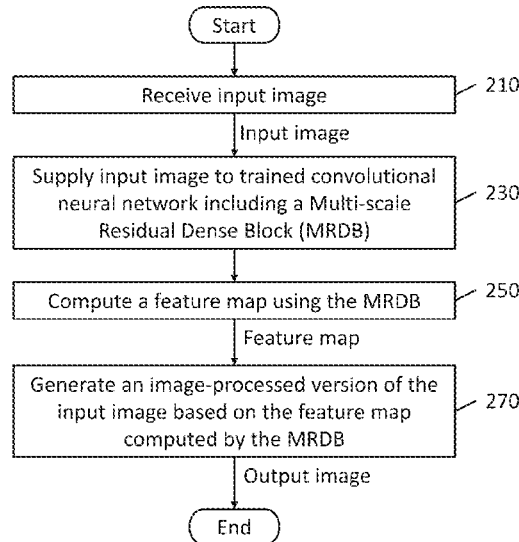 Start
Receive input image
210
Input image
Supply input image to trained convolutional
neural network including a Multi-scale
Residual Dense Block (MRDB)
230
Compute a feature map using the MRDB
250
Feature map
Generate an image-processed version of the
input image based on the feature map
computed by the MRDB
270
Output image
End